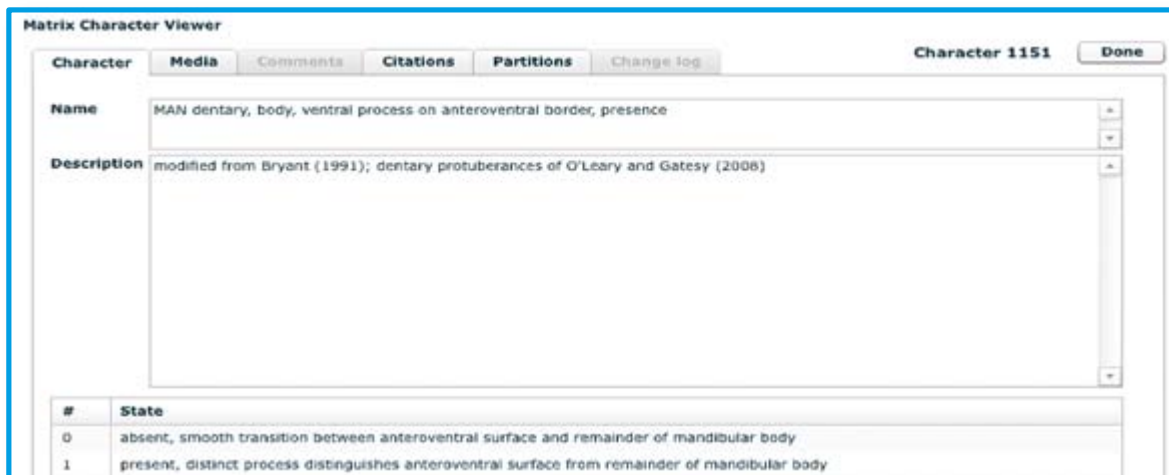 Matrix Character Viewer
Character Media Comments Citations Partitions Change log Character 1151 Done
Name MAN dentary, body, ventral process on anteroventral border, presence
Description modified from Bryant (1991); dentary protuberances of O'Leary and Gatesy (2008)
# State
0 absent, smooth transition between anteroventral surface and remainder of mandibular body
1 present, distinct process distinguishes anteroventral surface from remainder of mandibular body